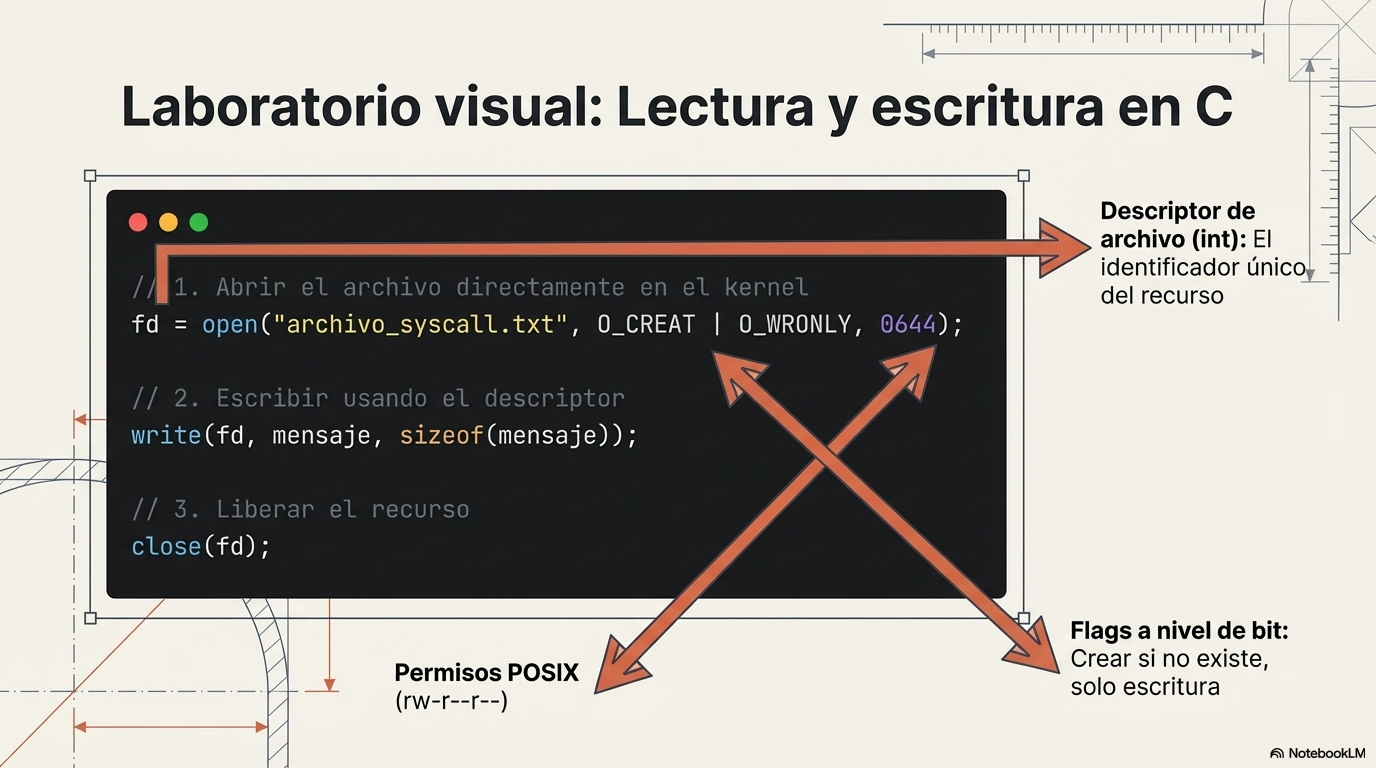 Laboratorio visual: Lectura y escritura en C
// 1. Abrir el archivo directamente en el kernel
fd = open("archivo_syscall.txt", O_CREAT | O_WRONLY, 0644);
// 2. Escribir usando el descriptor
write(fd, mensaje, sizeof(mensaje));
// 3. Liberar el recurso
close(fd);
Descriptor de
archivo (int): El
identificador único
del recurso
Permisos POSIX
(rw-r--r--)
Flags a nivel de bit:
Crear si no existe,
solo escritura
NotebookLM